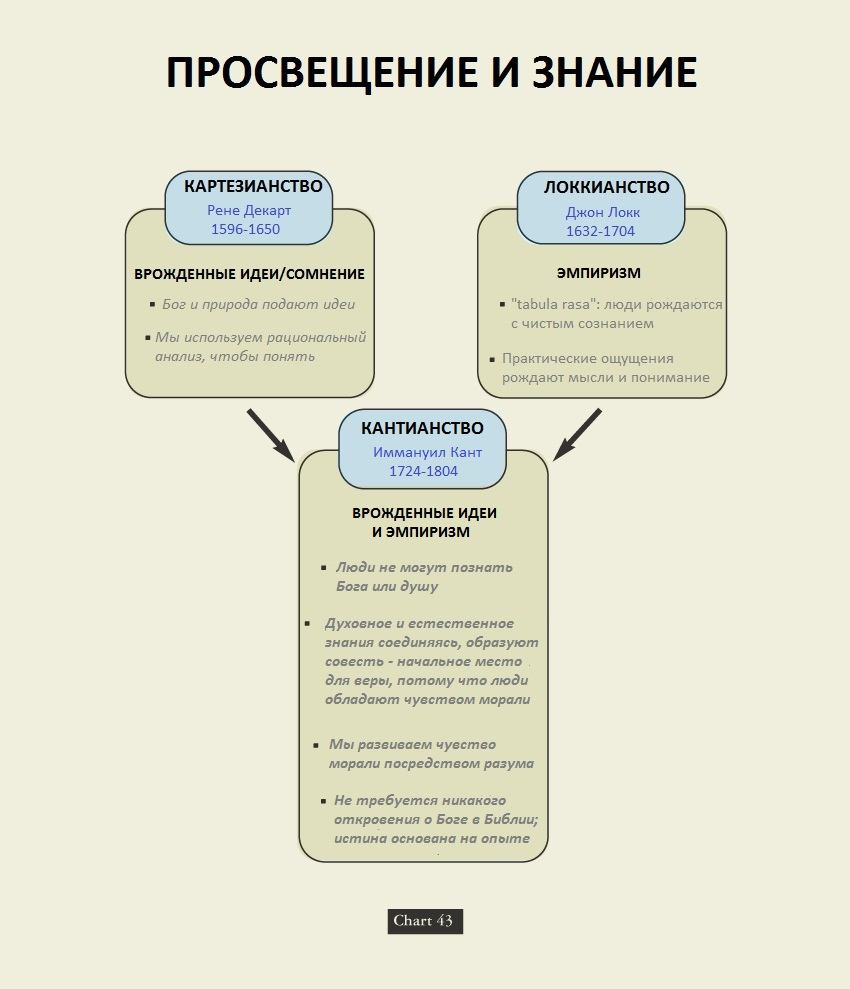 ПРОСВЕЩЕНИЕ И ЗНАНИЕ
КАРТЕЗИАНСТВО
Рене Декарт
1596-1650
ВРОЖДЕННЫЕ ИДЕИ/СОМНЕНИЕ
▪ Бог и природа подают идеи
▪ Мы используем рациональный
анализ, чтобы понять
ЛОККИАНСТВО
Джон Локк
1632-1704
ЭМПИРИЗМ
▪ "tabula rasa": люди рождаются
с чистым сознанием
▪ Практические ощущения
рождают мысли и понимание
КАНТИАНСТВО
Иммануил Кант
1724-1804
ВРОЖДЕННЫЕ ИДЕИ
И ЭМПИРИЗМ
▪ Люди не могут познать
Бога или душу
▪ Духовное и естественное
знания соединяясь, образуют
совесть - начальное место
для веры, потому что люди
обладают чувством морали
▪ Мы развиваем чувство
морали посредством разума
▪ Не требуется никакого
откровения о Боге в Библии;
истина основана на опыте
Chart 43